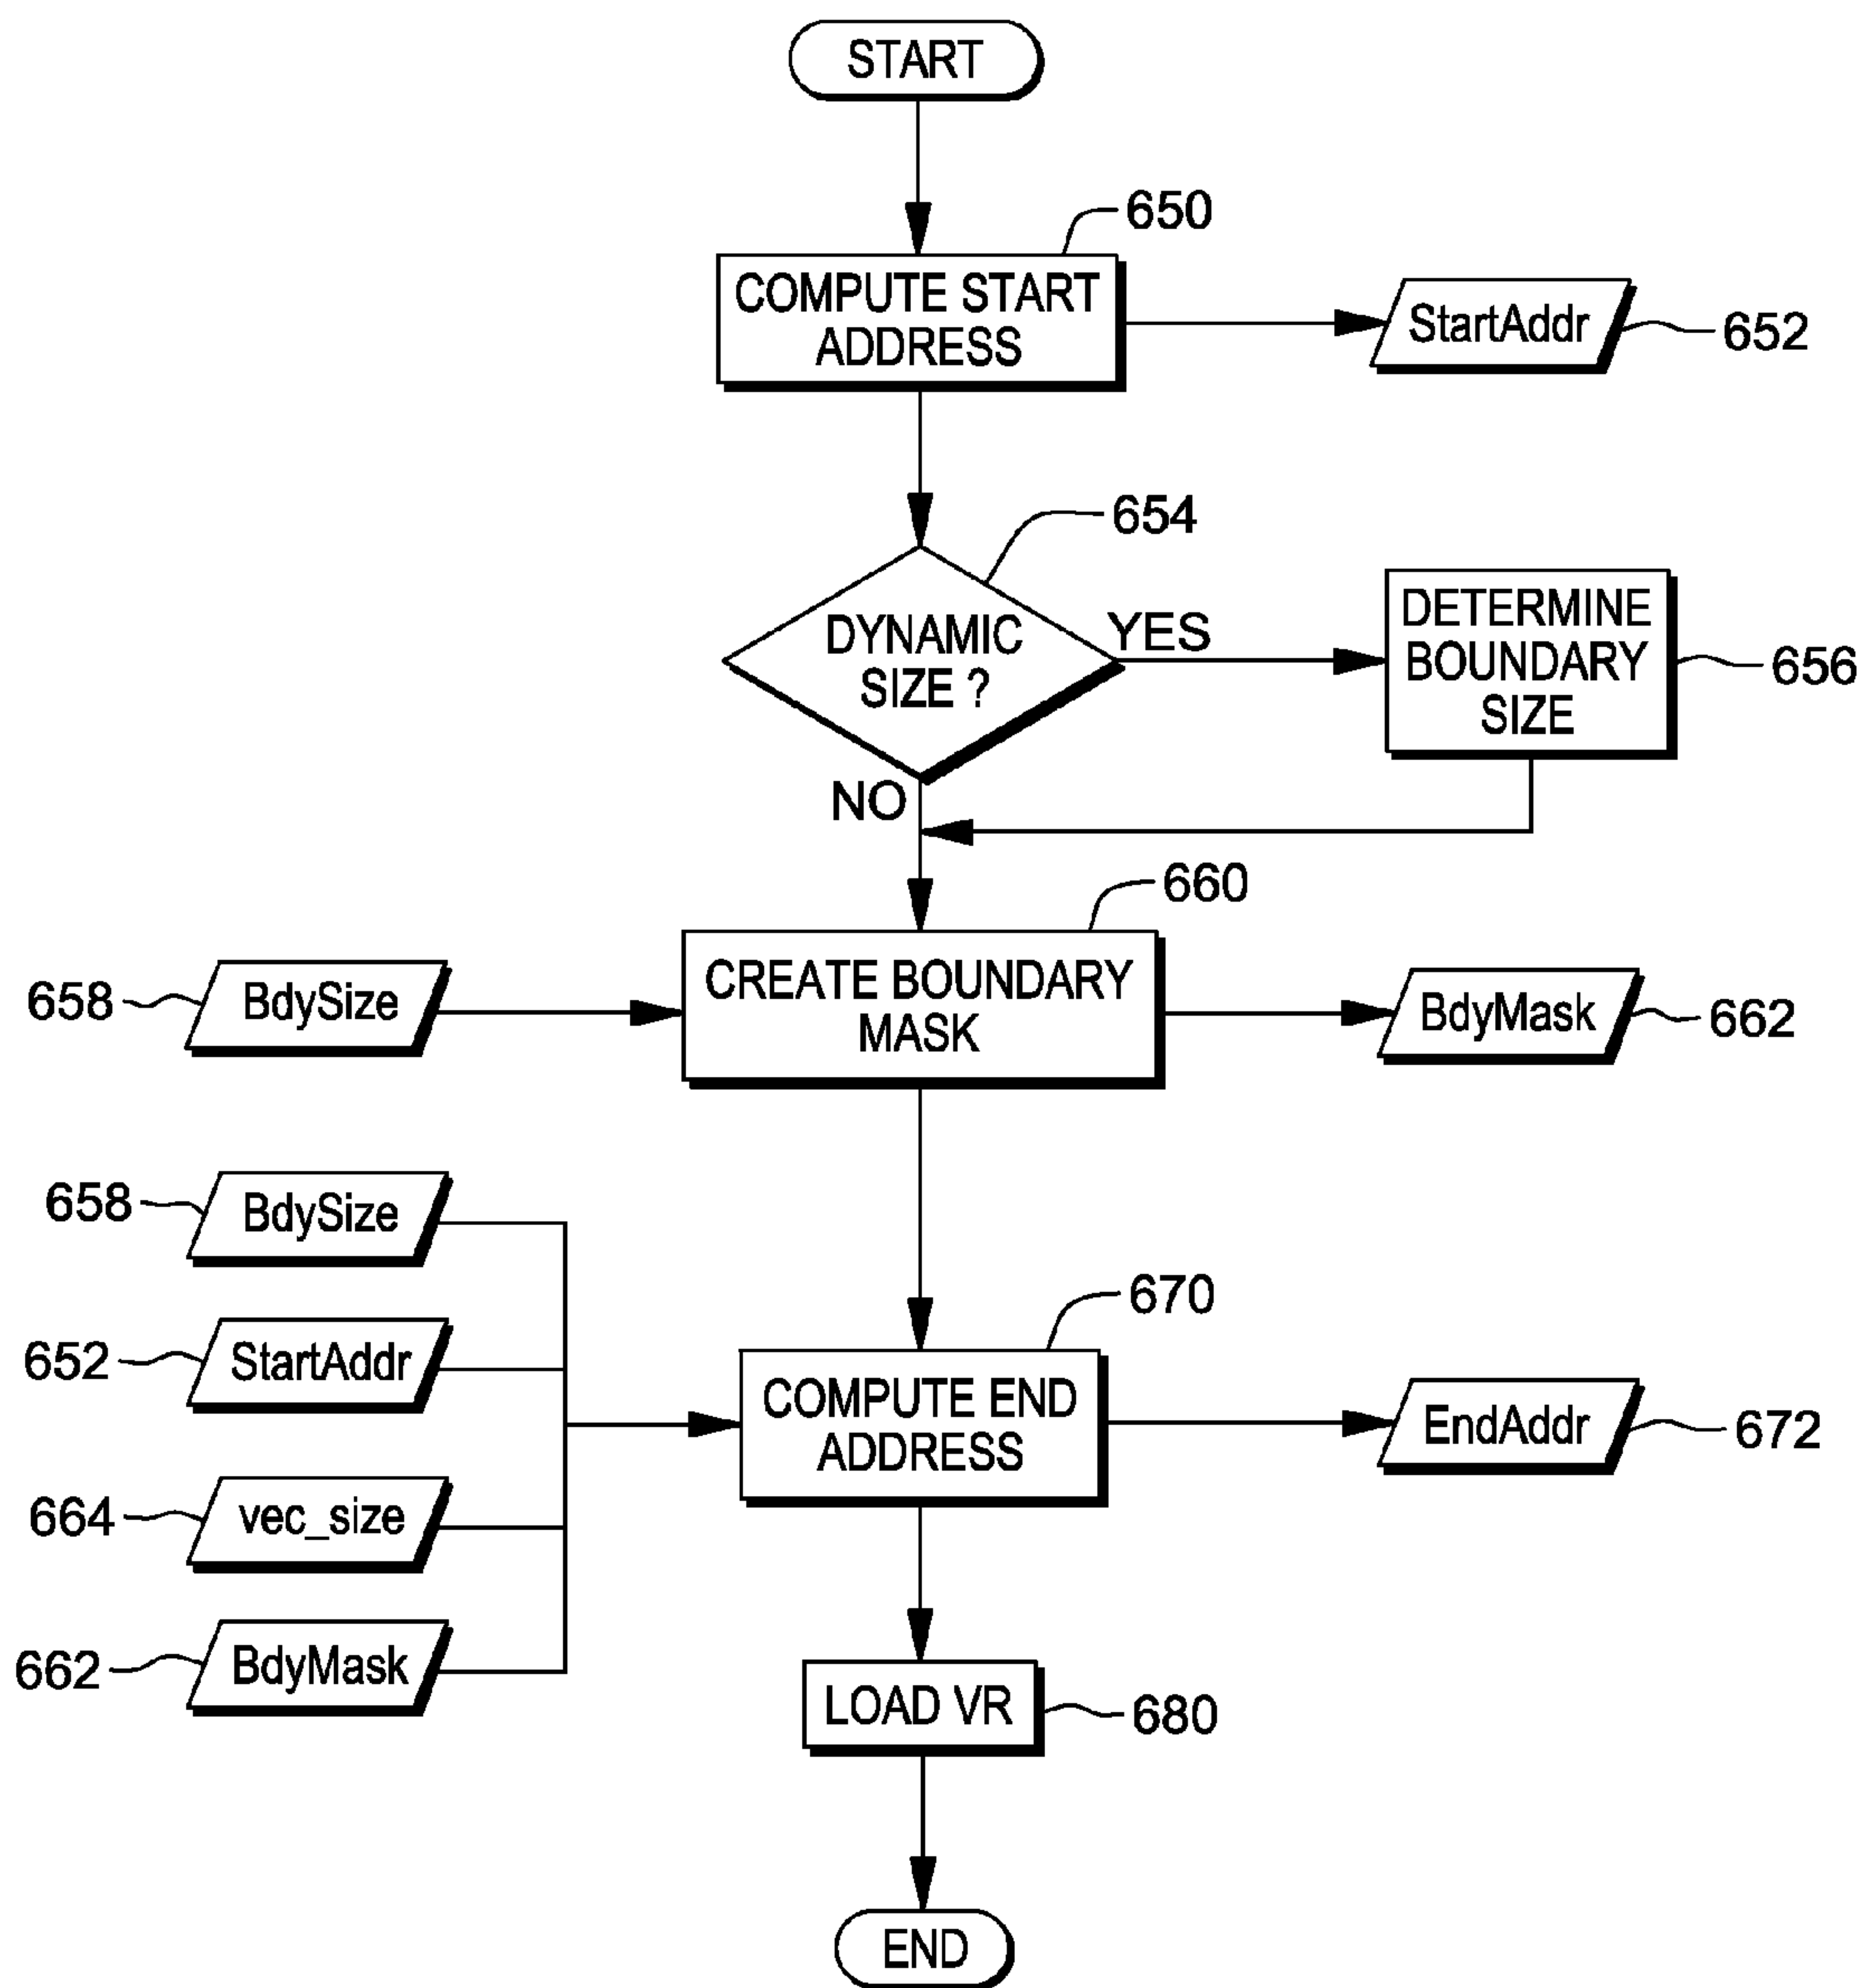 START
650
COMPUTE START
ADDRESS
StartAddr
652
654
DYNAMIC
SIZE ?
YES
DETERMINE
BOUNDARY
SIZE
656
NO
660
658
BdySize
CREATE BOUNDARY
MASK
BdyMask
662
658
BdySize
670
652
StartAddr
COMPUTE END
ADDRESS
EndAddr
672
664
vec_size
662
BdyMask
LOAD VR
680
END